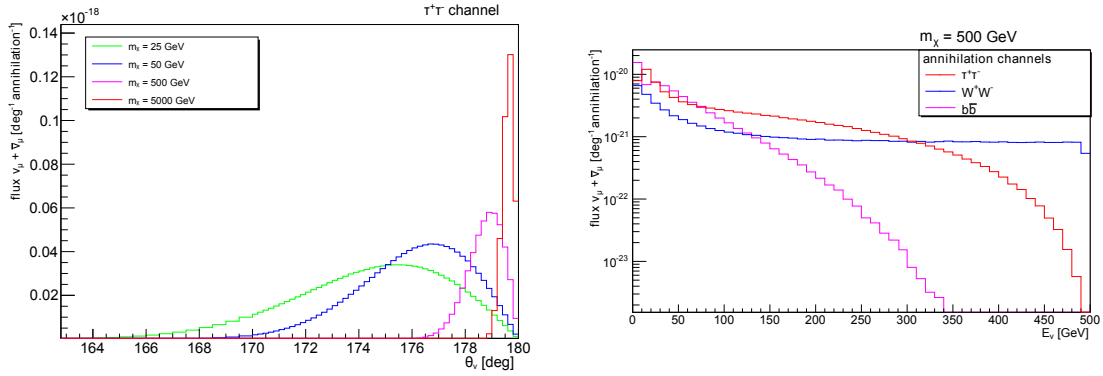 τ⁺τ⁻ channel
×10⁻¹⁸
flux ν_μ + ν̄_μ [deg⁻¹ annihilation⁻¹]
0.14
0.12
0.1
0.08
0.06
0.04
0.02
m_χ = 25 GeV
m_χ = 50 GeV
m_χ = 500 GeV
m_χ = 5000 GeV
164 166 168 170 172 174 176 178 180
θ_ν [deg]
m_χ = 500 GeV
flux ν_μ + ν̄_μ [deg⁻¹ annihilation⁻¹]
10⁻²⁰
10⁻²¹
10⁻²²
10⁻²³
annihilation channels
τ⁺τ⁻
W⁺W⁻
bb̅
0 50 100 150 200 250 300 350 400 450 500
E_ν [GeV]